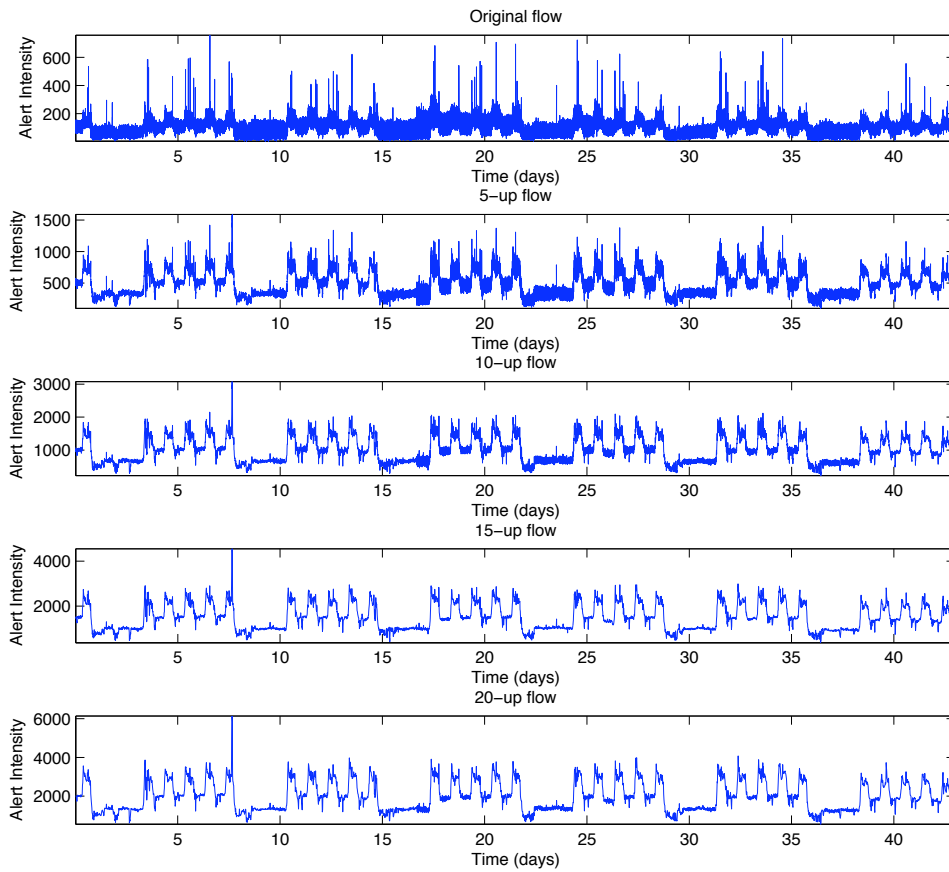 Original flow
Alert Intensity
600
400
200
5 10 15 20 25 30 35 40
Time (days)
5−up flow
Alert Intensity
1500
1000
500
5 10 15 20 25 30 35 40
Time (days)
10−up flow
Alert Intensity
3000
2000
1000
5 10 15 20 25 30 35 40
Time (days)
15−up flow
Alert Intensity
4000
2000
5 10 15 20 25 30 35 40
Time (days)
20−up flow
Alert Intensity
6000
4000
2000
5 10 15 20 25 30 35 40
Time (days)